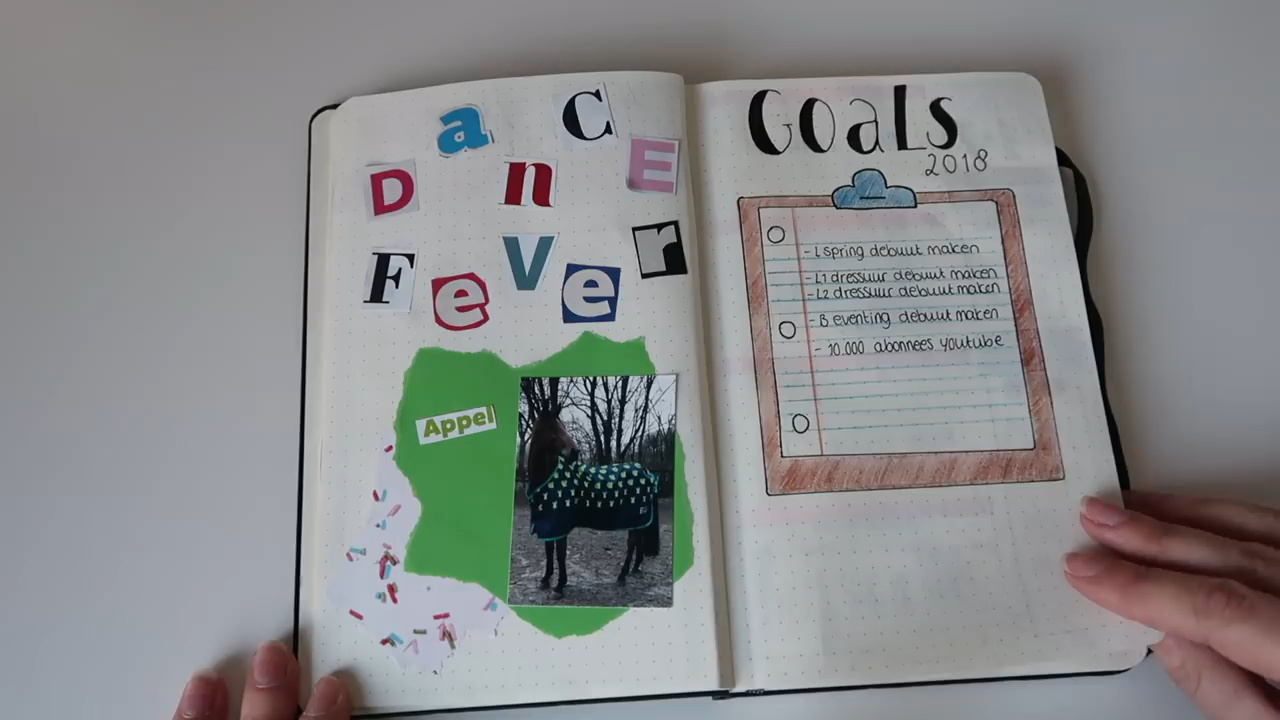 DanCE
Fever
Appel
Goals
2018
- L spring debuut maken
- L1 dressuur debuut maken
- L2 dressuur debuut maken
- B eventing debuut maken
- 10.000 abonnees youtube